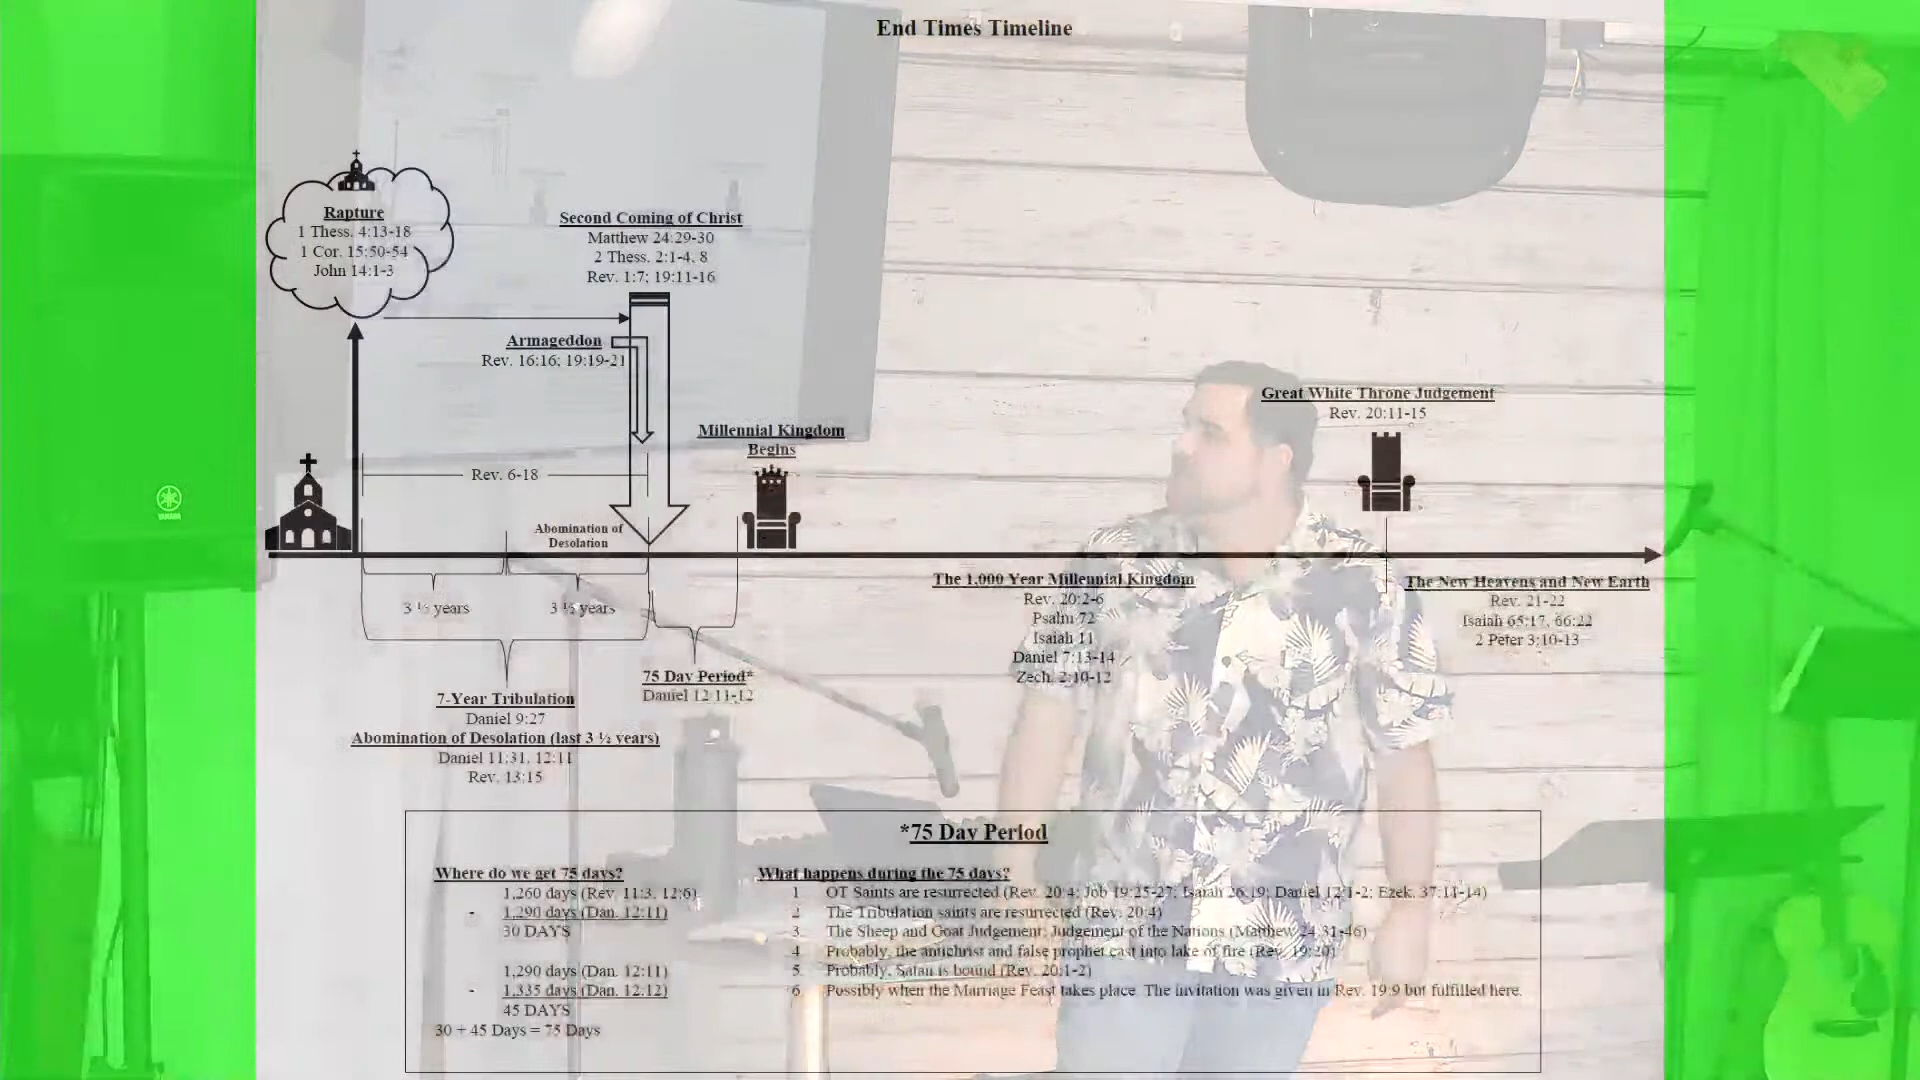 End Times Timeline
Rapture
1 Thess. 4:13-18
1 Cor. 15:50-54
John 14:1-3
Second Coming of Christ
Matthew 24:29-30
2 Thess. 2:1-4, 8
Rev. 1:7; 19:11-16
Armageddon
Rev. 16:16; 19:19-21
Great White Throne Judgement
Rev. 20:11-15
Millennial Kingdom
Begins
Rev. 6-18
YAMAHA
Abomination of
Desolation
3 ½ years
3 ½ years
The 1,000 Year Millennial Kingdom
Rev. 20:2-6
Psalm 72
Isaiah 11
Daniel 7:13-14
Zech. 2:10-12
The New Heavens and New Earth
Rev. 21-22
Isaiah 65:17, 66:22
2 Peter 3:10-13
75 Day Period*
Daniel 12:11-12
7-Year Tribulation
Daniel 9:27
Abomination of Desolation (last 3 ½ years)
Daniel 11:31, 12:11
Rev. 13:15
*75 Day Period
Where do we get 75 days?
1,260 days (Rev. 11:3, 12:6)
- 1,290 days (Dan. 12:11)
30 DAYS
1,290 days (Dan. 12:11)
- 1,335 days (Dan. 12:12)
45 DAYS
30 + 45 Days = 75 Days
What happens during the 75 days?
1. OT Saints are resurrected (Rev. 20:4; Job 19:25-27; Isaiah 26:19; Daniel 12:1-2; Ezek. 37:11-14)
2. The Tribulation saints are resurrected (Rev. 20:4)
3. The Sheep and Goat Judgement; Judgement of the Nations (Matthew 24:31-46)
4. Probably, the antichrist and false prophet cast into lake of fire (Rev. 19:20)
5. Probably, Satan is bound (Rev. 20:1-2)
6. Possibly when the Marriage Feast takes place. The invitation was given in Rev. 19:9 but fulfilled here.